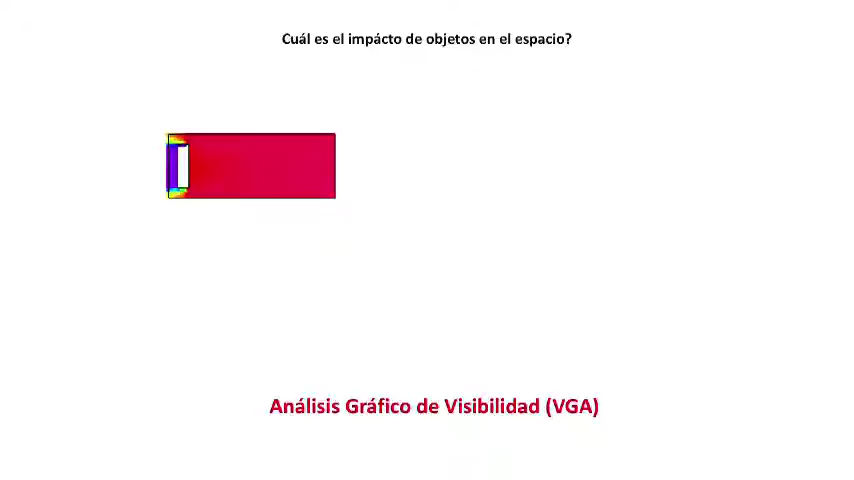 Cuál es el impácto de objetos en el espacio?
Análisis Gráfico de Visibilidad (VGA)